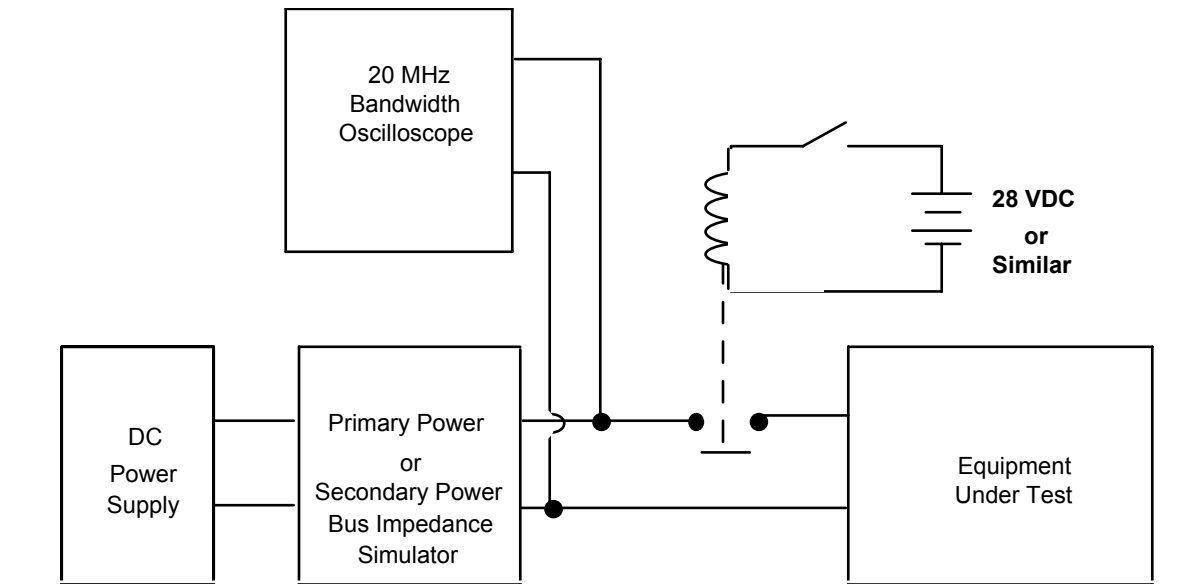 20 MHz
Bandwidth
Oscilloscope
28 VDC
or
Similar
DC
Power
Supply
Primary Power
or
Secondary Power
Bus Impedance
Simulator
Equipment
Under Test